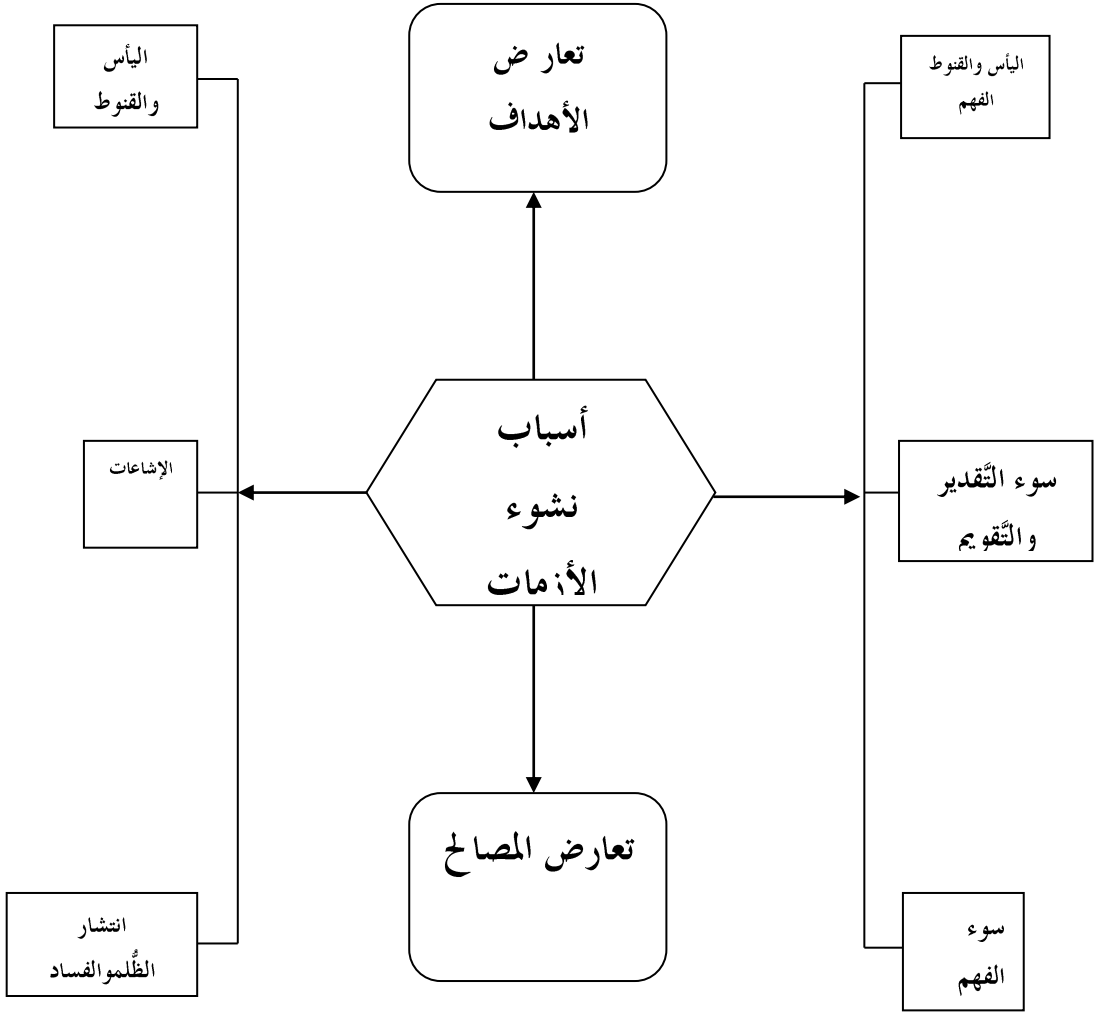 تعار ض
الأهداف
اليأس والقنوط
الفهم
اليأس
والقنوط
أسباب
نشوء
الأزمات
سوء التَّقدير
والتَّقويم
الإشاعات
تعارض المصالح
سوء
الفهم
انتشار
الظُّلموالفساد